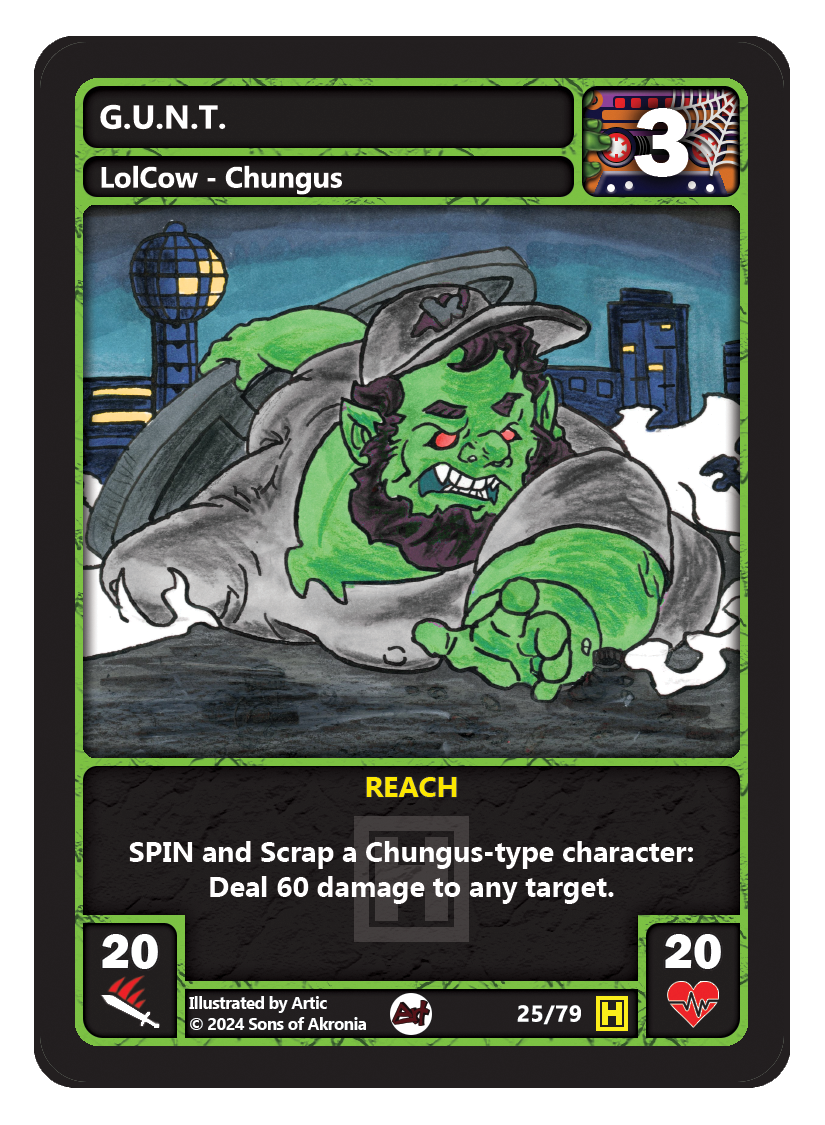 G.U.N.T.
3
LolCow - Chungus
REACH
SPIN and Scrap a Chungus-type character:
Deal 60 damage to any target.
20
20
Illustrated by Artic
© 2024 Sons of Akronia
Art
25/79
H